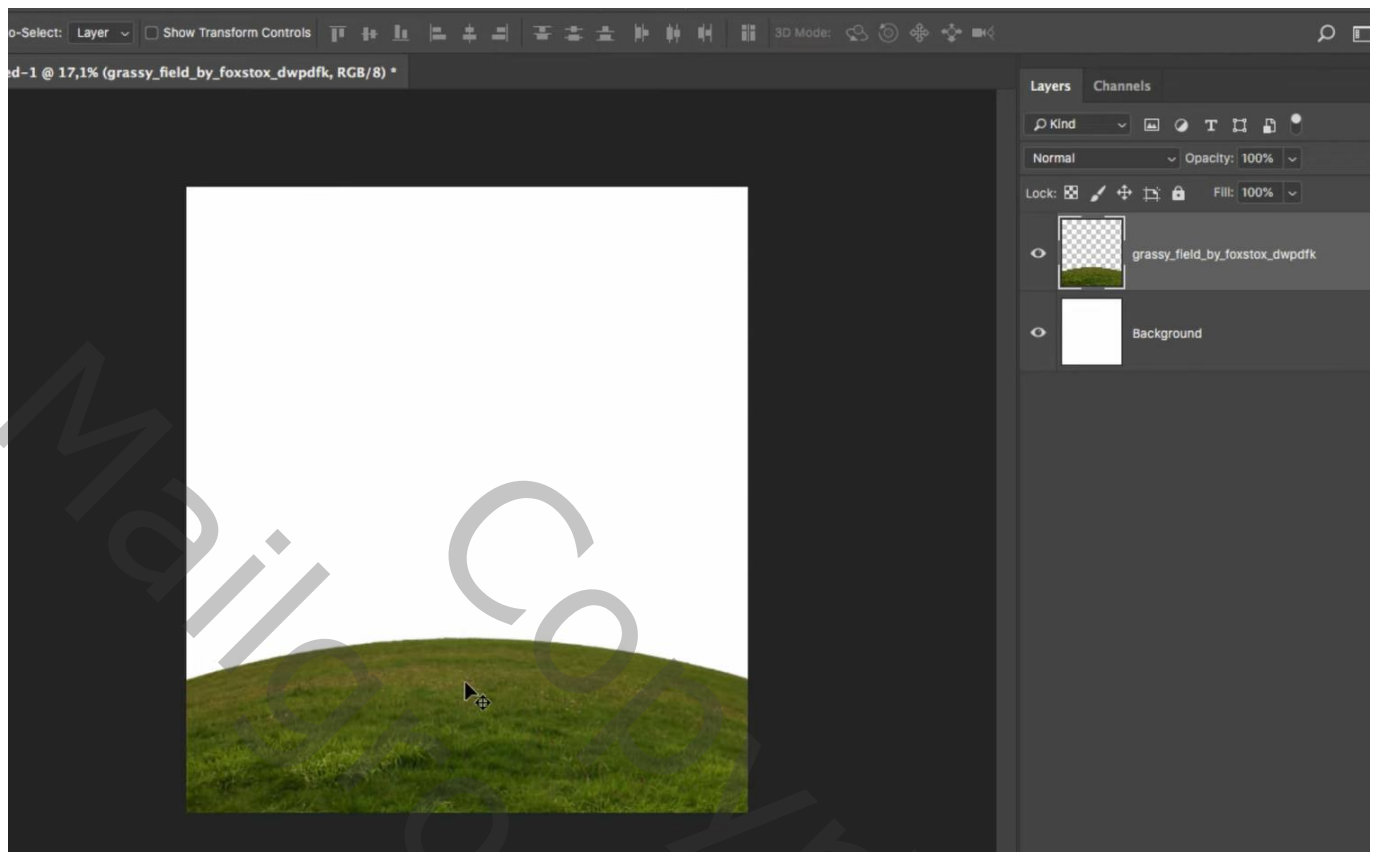 o-Select: Layer Show Transform Controls 3D Mode:
ed-1 @ 17,1% (grassy_field_by_foxstox_dwpdfk, RGB/8) *
Layers Channels
Kind T
Normal Opacity: 100%
Lock: Fill: 100%
grassy_field_by_foxstox_dwpdfk
Background